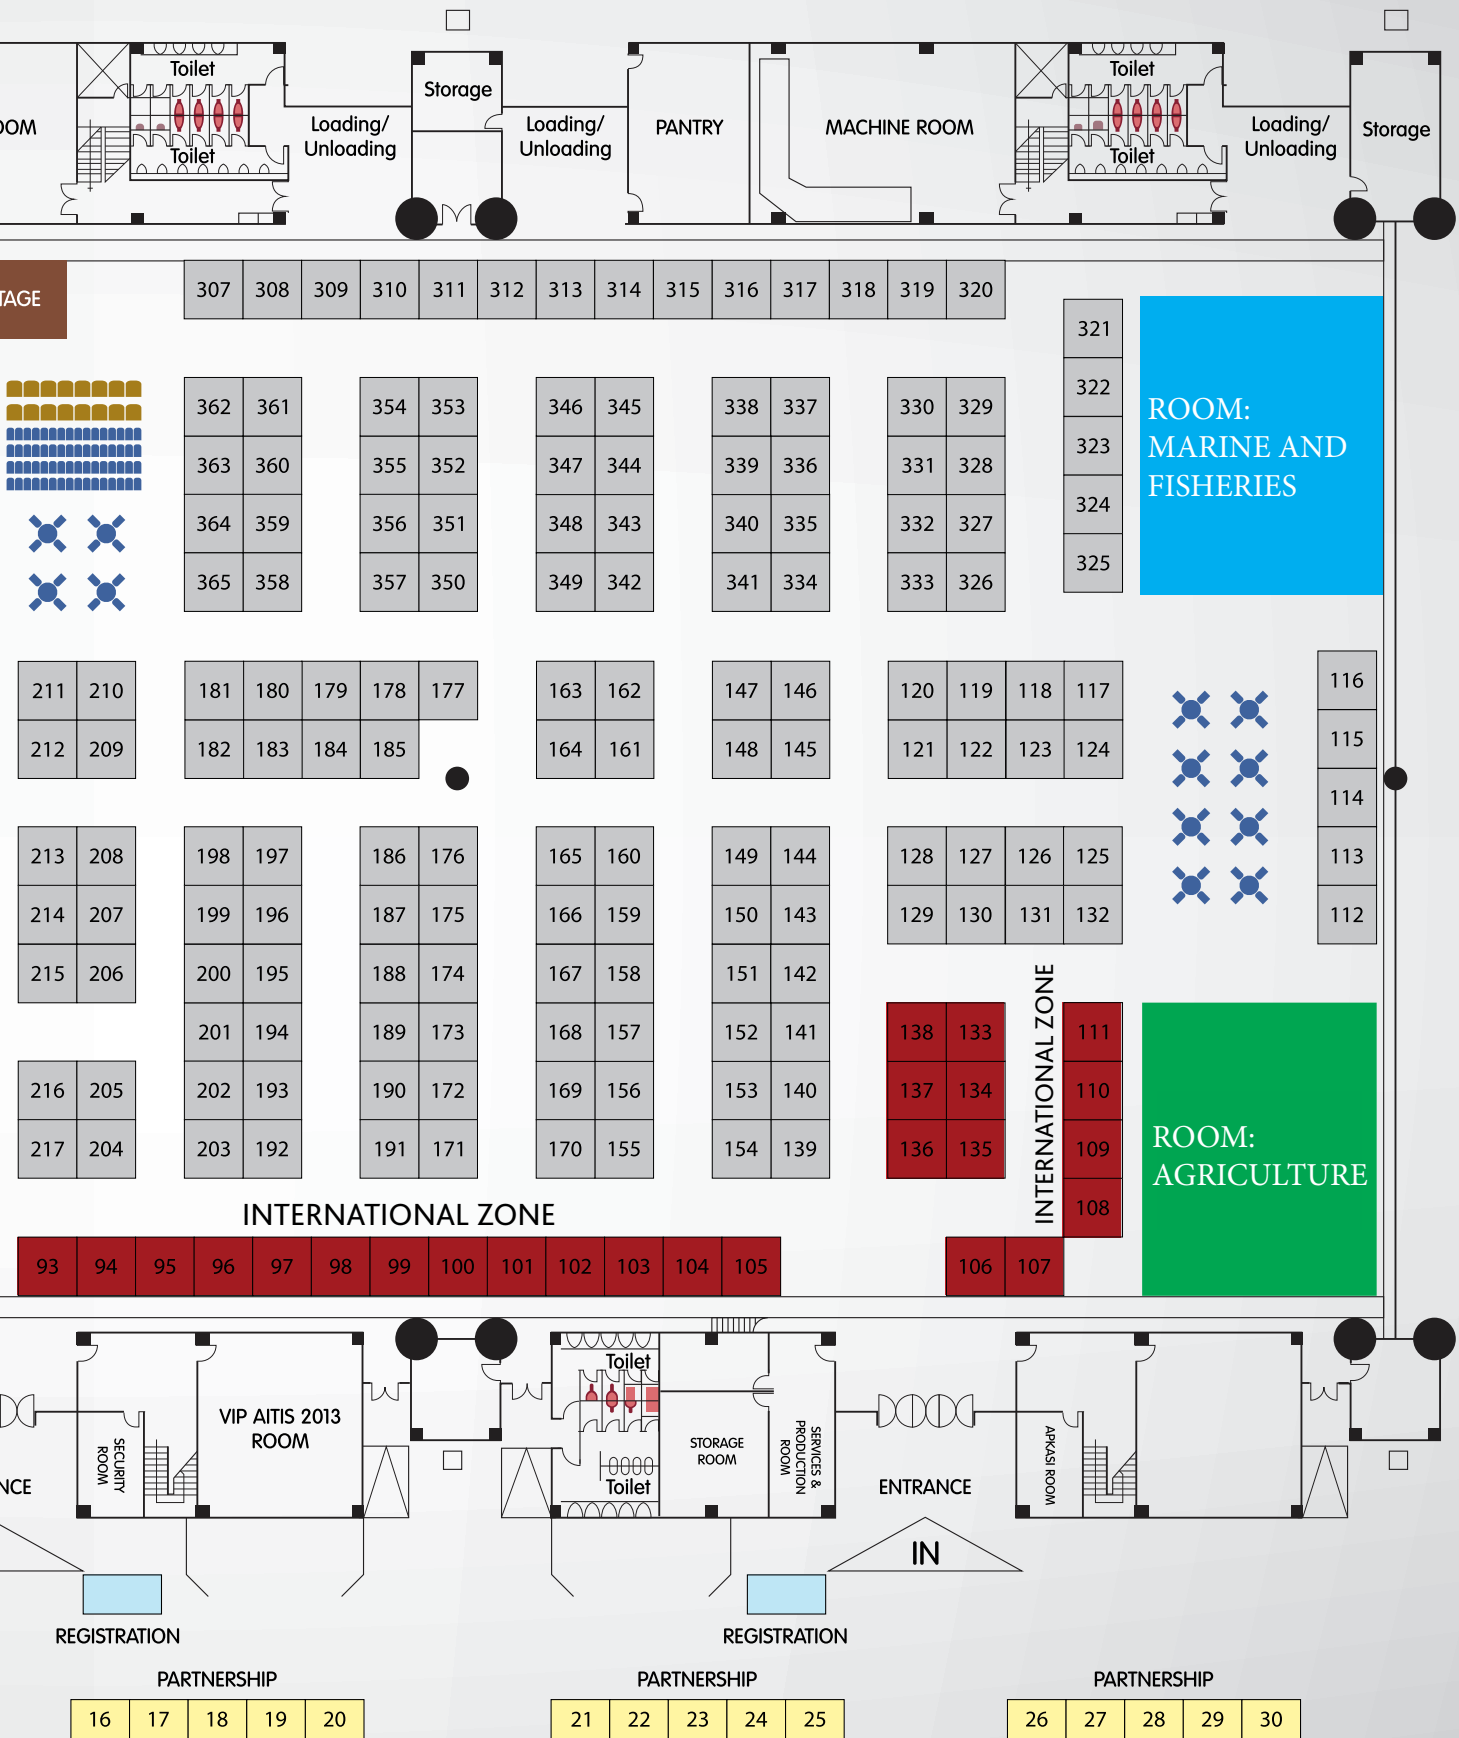 Toilet
Toilet
OOM
Loading/
Unloading
Storage
Loading/
Unloading
PANTRY
MACHINE ROOM
Toilet
Toilet
Loading/
Unloading
Storage
TAGE
307 308 309 310 311 312 313 314 315 316 317 318 319 320
321
322
323
324
325
ROOM:
MARINE AND
FISHERIES
362 361 354 353 346 345 338 337 330 329
363 360 355 352 347 344 339 336 331 328
364 359 356 351 348 343 340 335 332 327
365 358 357 350 349 342 341 334 333 326
211 210 181 180 179 178 177 163 162 147 146 120 119 118 117
212 209 182 183 184 185 164 161 148 145 121 122 123 124
116
115
114
113
112
213 208 198 197 186 176 165 160 149 144 128 127 126 125
214 207 199 196 187 175 166 159 150 143 129 130 131 132
215 206 200 195 188 174 167 158 151 142
201 194 189 173 168 157 152 141 138 133 111
216 205 202 193 190 172 169 156 153 140 137 134 110
217 204 203 192 191 171 170 155 154 139 136 135 109
108
INTERNATIONAL ZONE
ROOM:
AGRICULTURE
INTERNATIONAL ZONE
93 94 95 96 97 98 99 100 101 102 103 104 105 106 107
NCE
SECURITY
ROOM
VIP AITIS 2013
ROOM
Toilet
Toilet
STORAGE
ROOM
SERVICES &
PRODUCTION
ROOM
ENTRANCE
APKASI ROOM
IN
REGISTRATION
REGISTRATION
PARTNERSHIP
PARTNERSHIP
PARTNERSHIP
16 17 18 19 20
21 22 23 24 25
26 27 28 29 30